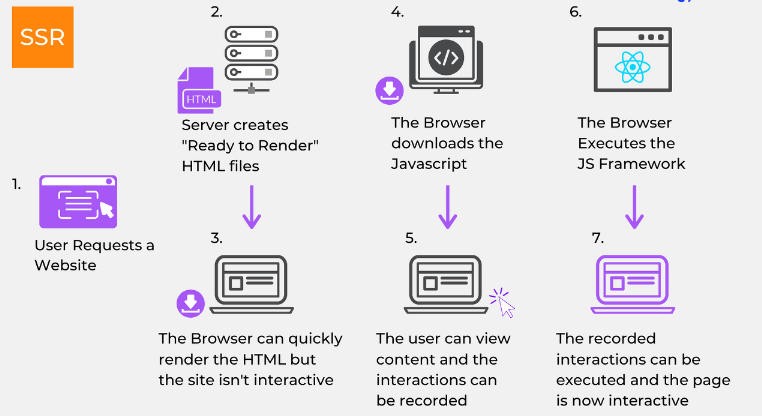 SSR
1.
User Requests a
Website
2.
HTML
Server creates
"Ready to Render"
HTML files
3.
The Browser can quickly
render the HTML but
the site isn't interactive
4.
</>
The Browser
downloads the
Javascript
5.
The user can view
content and the
interactions can
be recorded
6.
The Browser
Executes the
JS Framework
7.
The recorded
interactions can be
executed and the page
is now interactive